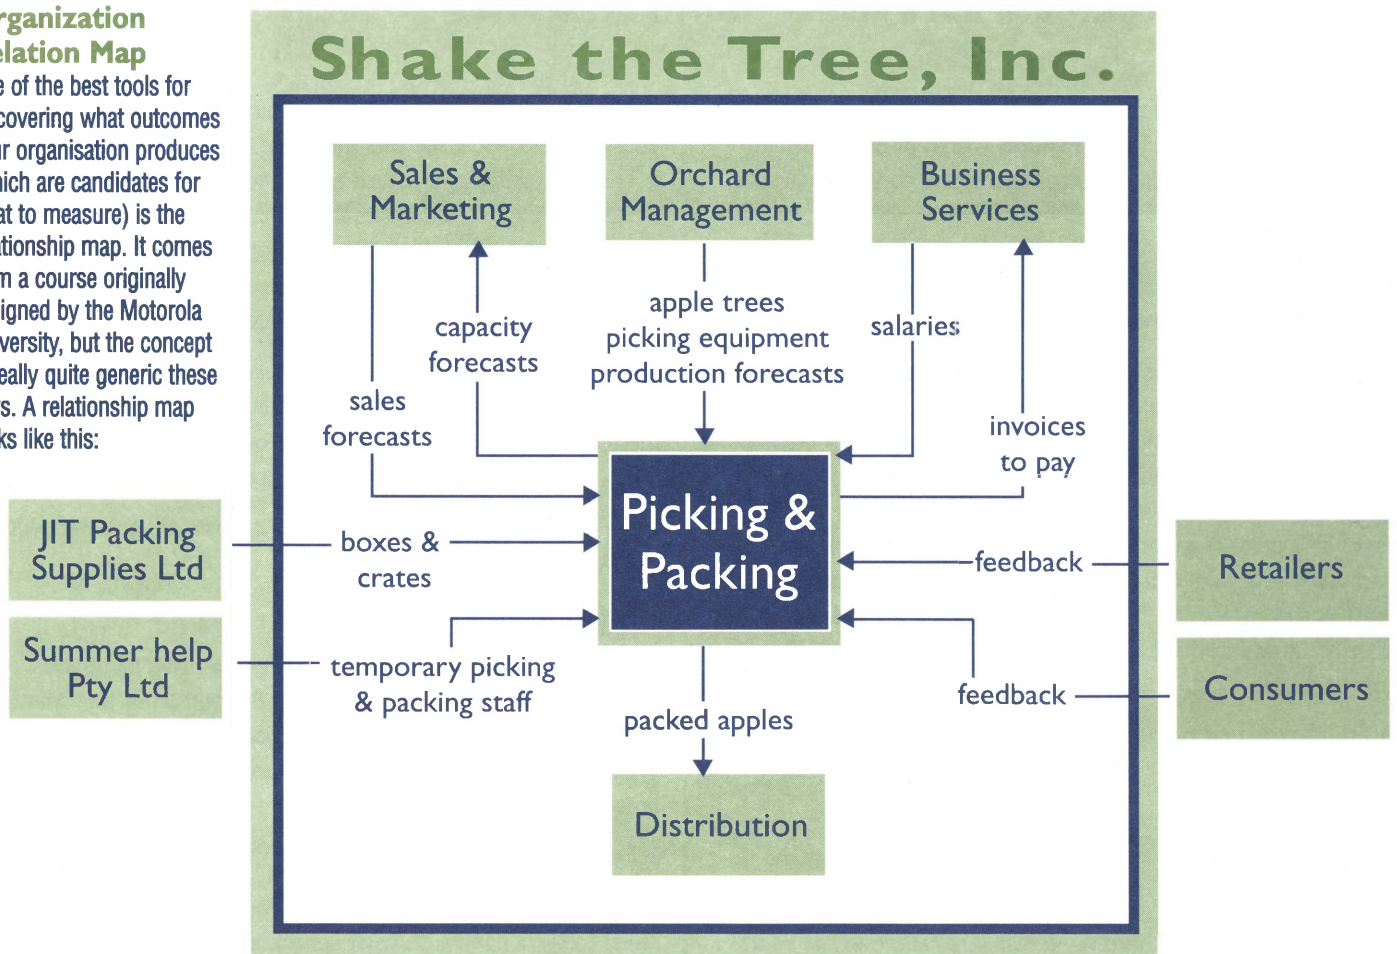 rganization
elation Map
e of the best tools for
covering what outcomes
ur organisation produces
hich are candidates for
at to measure) is the
ationship map. It comes
m a course originally
igned by the Motorola
versity, but the concept
eally quite generic these
rs. A relationship map
ks like this:
Shake the Tree, Inc.
Sales &
Marketing
Orchard
Management
Business
Services
capacity
forecasts
apple trees
picking equipment
production forecasts
salaries
sales
forecasts
invoices
to pay
Picking &
Packing
JIT Packing
Supplies Ltd
boxes &
crates
feedback
Retailers
Summer help
Pty Ltd
temporary picking
& packing staff
feedback
Consumers
packed apples
Distribution